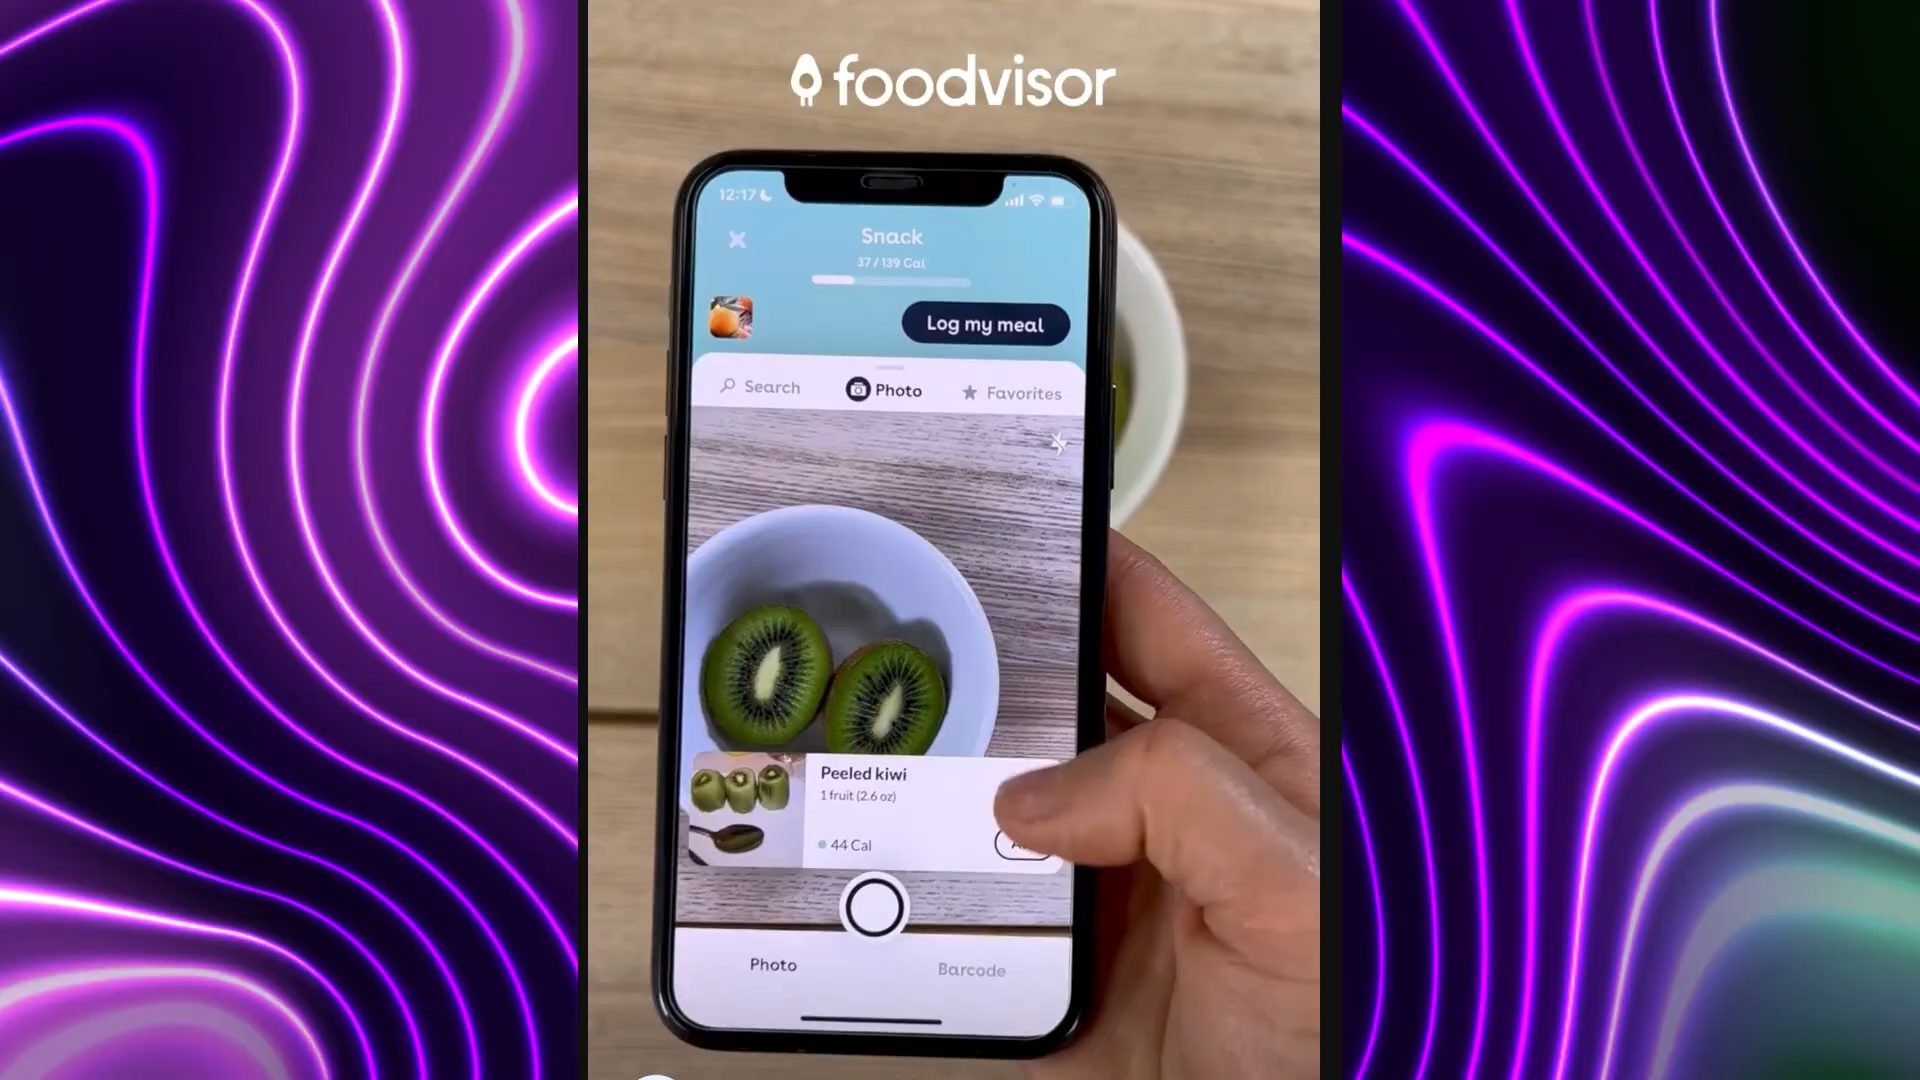 foodvisor
12:17
Snack
37 / 139 Cal
Log my meal
Search
Photo
Favorites
Peeled kiwi
1 fruit (2.6 oz)
44 Cal
Photo
Barcode